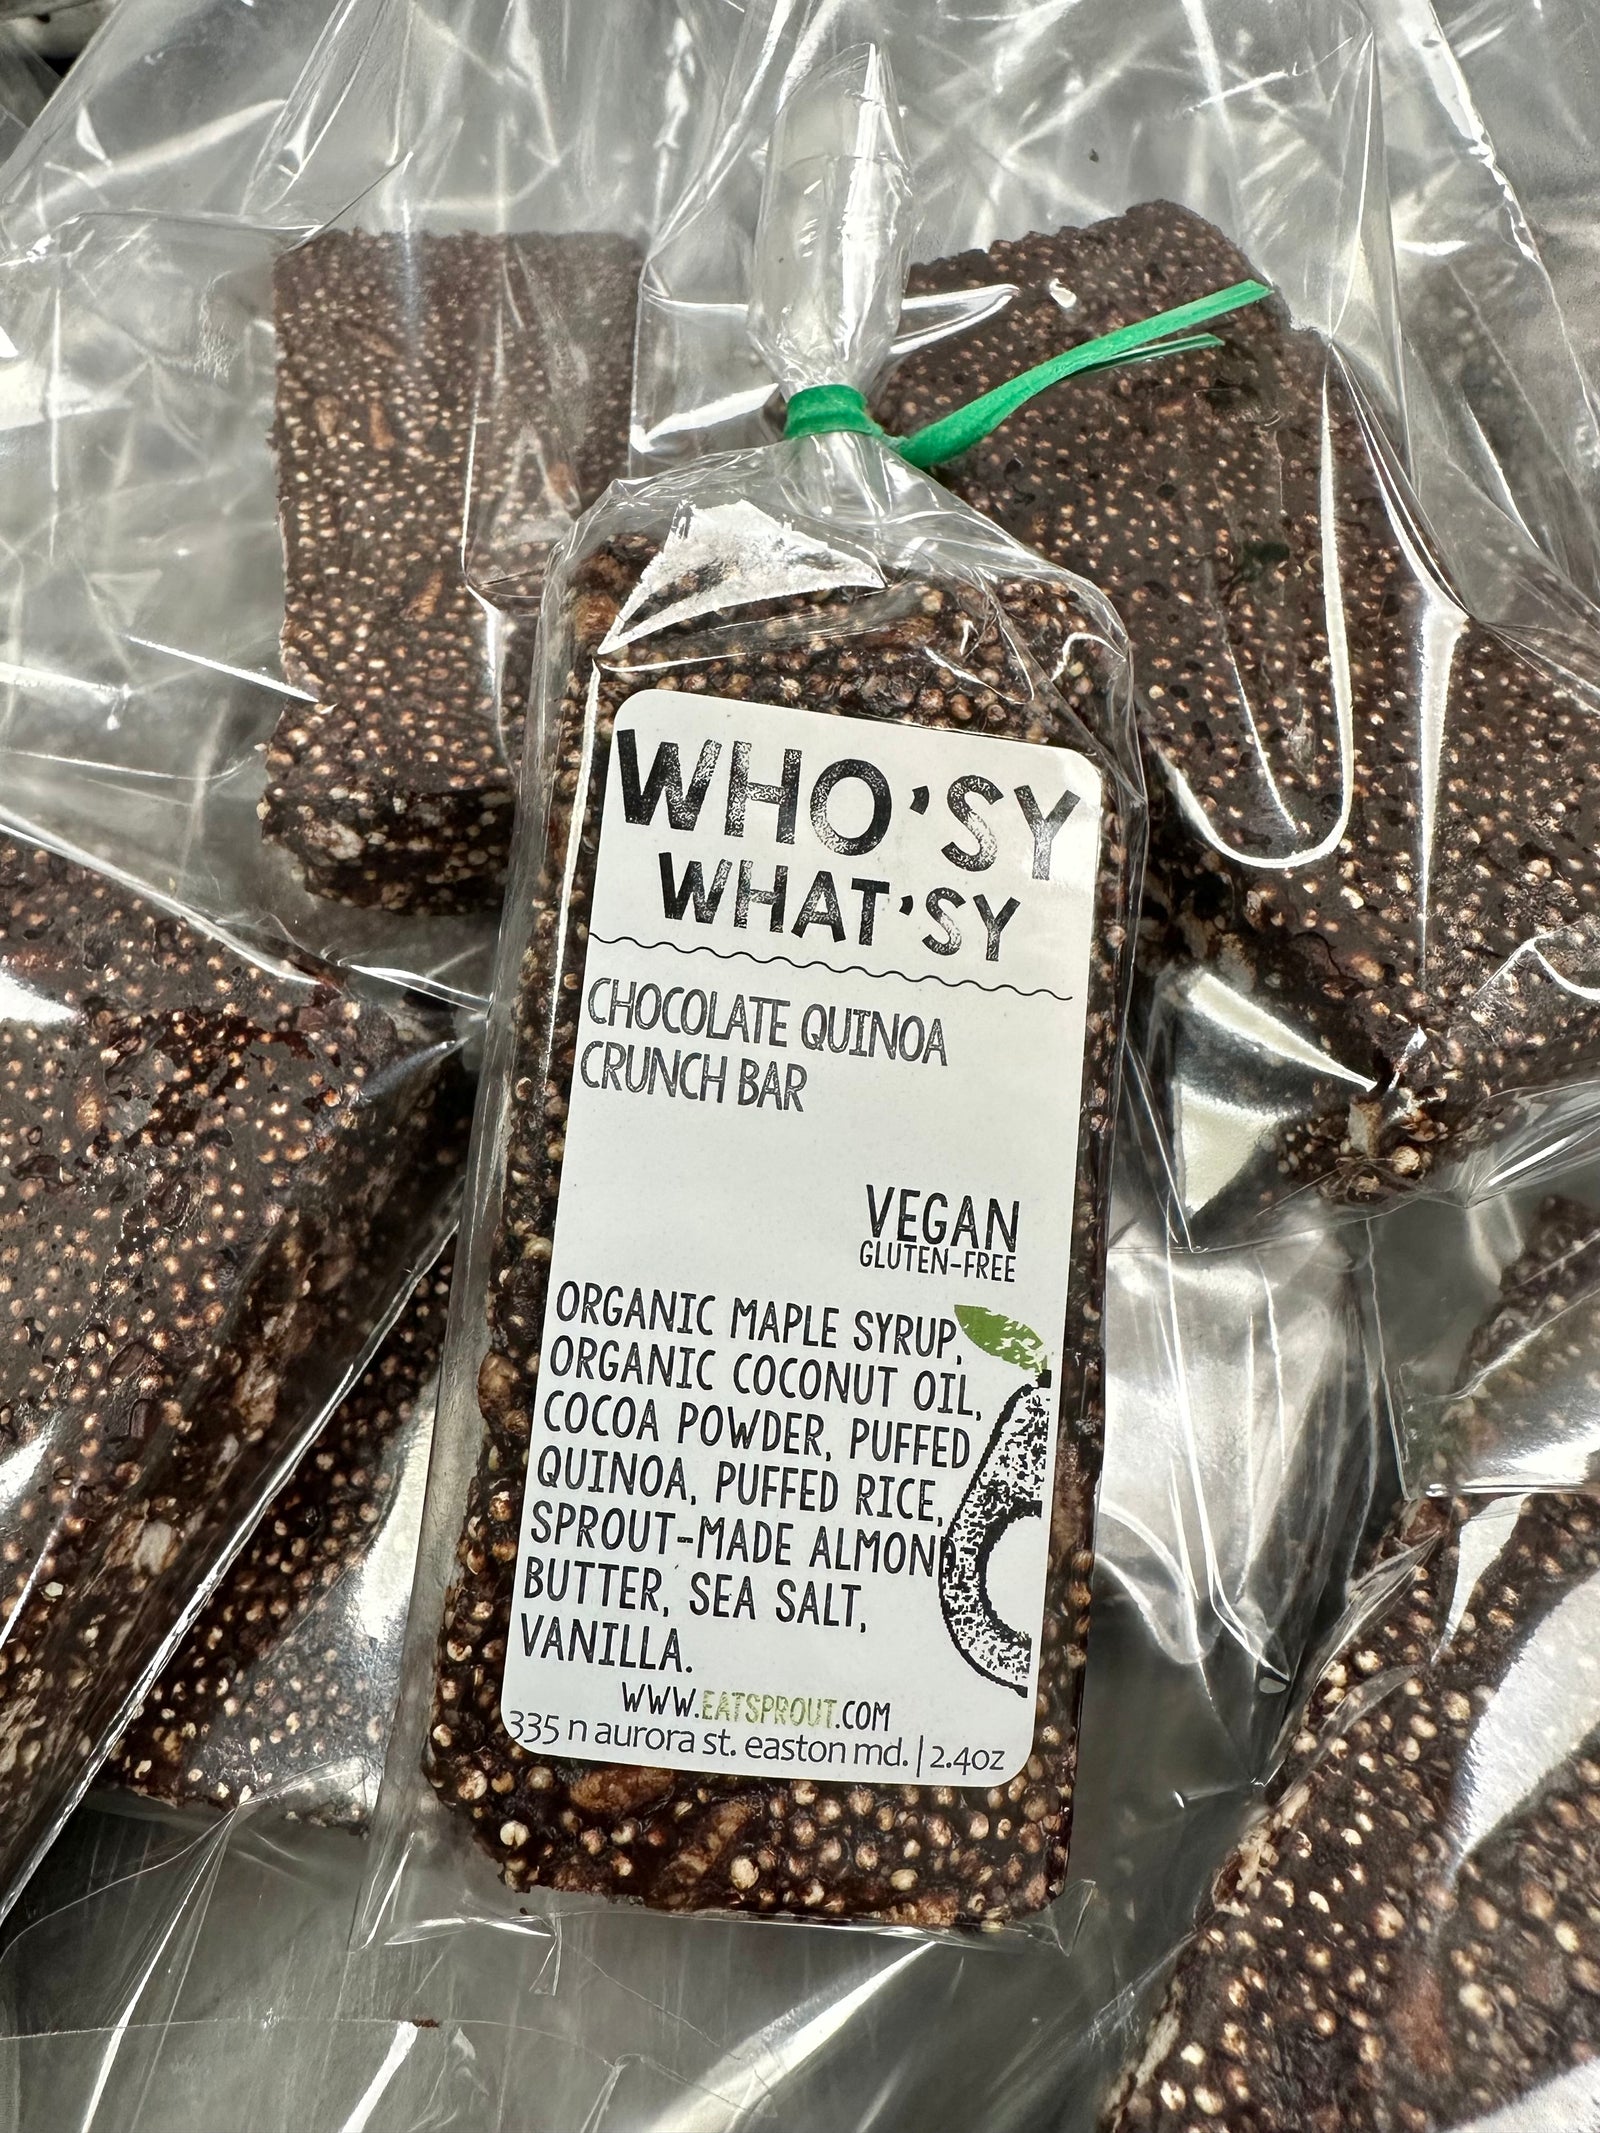 WHO'SY
WHAT'SY
CHOCOLATE QUINOA
CRUNCH BAR
VEGAN
GLUTEN-FREE
ORGANIC MAPLE SYRUP,
ORGANIC COCONUT OIL,
COCOA POWDER, PUFFED
QUINOA, PUFFED RICE,
SPROUT-MADE ALMOND-
BUTTER, SEA SALT,
VANILLA.
WWW.EATSPROUT.COM
335 n aurora st. easton md. | 2.4oz